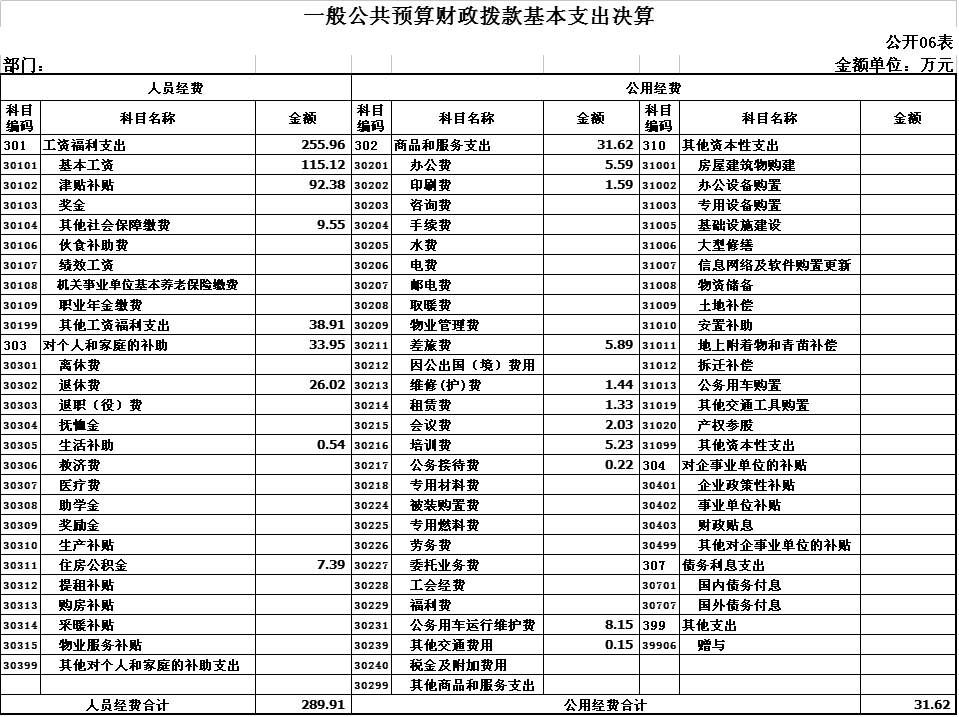 一般公共预算财政拨款基本支出决算
公开06表
部门： 金额单位：万元
人员经费 公用经费
科目编码 科目名称 金额 科目编码 科目名称 金额 科目编码 科目名称 金额
301 工资福利支出 255.96 302 商品和服务支出 31.62 310 其他资本性支出
30101 基本工资 115.12 30201 办公费 5.59 31001 房屋建筑物购建
30102 津贴补贴 92.38 30202 印刷费 1.59 31002 办公设备购置
30103 奖金 30203 咨询费 31003 专用设备购置
30104 其他社会保障缴费 9.55 30204 手续费 31005 基础设施建设
30106 伙食补助费 30205 水费 31006 大型修缮
30107 绩效工资 30206 电费 31007 信息网络及软件购置更新
30108 机关事业单位基本养老保险缴费 30207 邮电费 31008 物资储备
30109 职业年金缴费 30208 取暖费 31009 土地补偿
30199 其他工资福利支出 38.91 30209 物业管理费 31010 安置补助
303 对个人和家庭的补助 33.95 30211 差旅费 5.89 31011 地上附着物和青苗补偿
30301 离休费 30212 因公出国（境）费用 31012 拆迁补偿
30302 退休费 26.02 30213 维修(护)费 1.44 31013 公务用车购置
30303 退职（役）费 30214 租赁费 1.33 31019 其他交通工具购置
30304 抚恤金 30215 会议费 2.03 31020 产权参股
30305 生活补助 0.54 30216 培训费 5.23 31099 其他资本性支出
30306 救济费 30217 公务接待费 0.22 304 对企事业单位的补贴
30307 医疗费 30218 专用材料费 30401 企业政策性补贴
30308 助学金 30224 被装购置费 30402 事业单位补贴
30309 奖励金 30225 专用燃料费 30403 财政贴息
30310 生产补贴 30226 劳务费 30499 其他对企事业单位的补贴
30311 住房公积金 7.39 30227 委托业务费 307 债务利息支出
30312 提租补贴 30228 工会经费 30701 国内债务付息
30313 购房补贴 30229 福利费 30707 国外债务付息
30314 采暖补贴 30231 公务用车运行维护费 8.15 399 其他支出
30315 物业服务补贴 30239 其他交通费用 0.15 39906 赠与
30399 其他对个人和家庭的补助支出 30240 税金及附加费用
30299 其他商品和服务支出
人员经费合计 289.91 公用经费合计 31.62